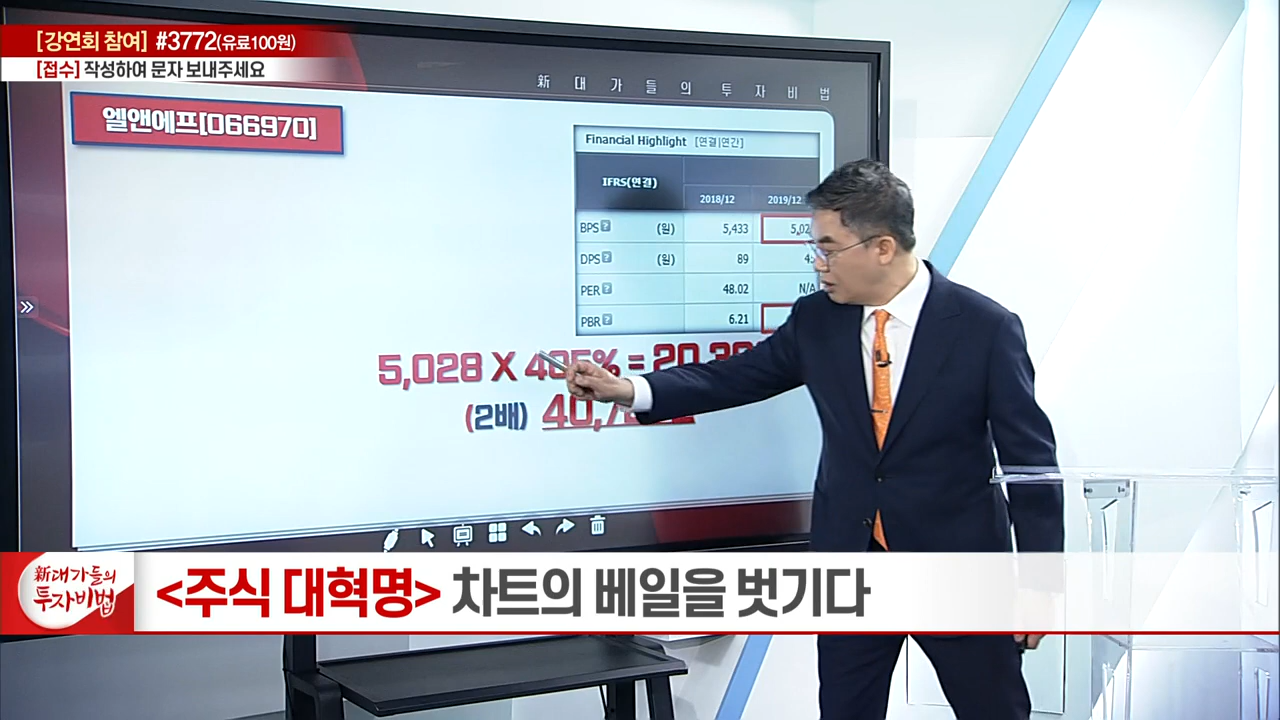 [강연회 참여] #3772(유료100원)
[접수] 작성하여 문자 보내주세요
新 대 가 들 의 투 자 비 법
엘앤에프[066970]
Financial Highlight [연결|연간]
IFRS(연결)
2018/12 2019/12
BPS (원) 5,433
DPS (원) 89
PER 48.02 N/A
PBR 6.21
5,028 X 405% =
(2배)
新대가들의
투자비법
<주식 대혁명> 차트의 베일을 벗기다